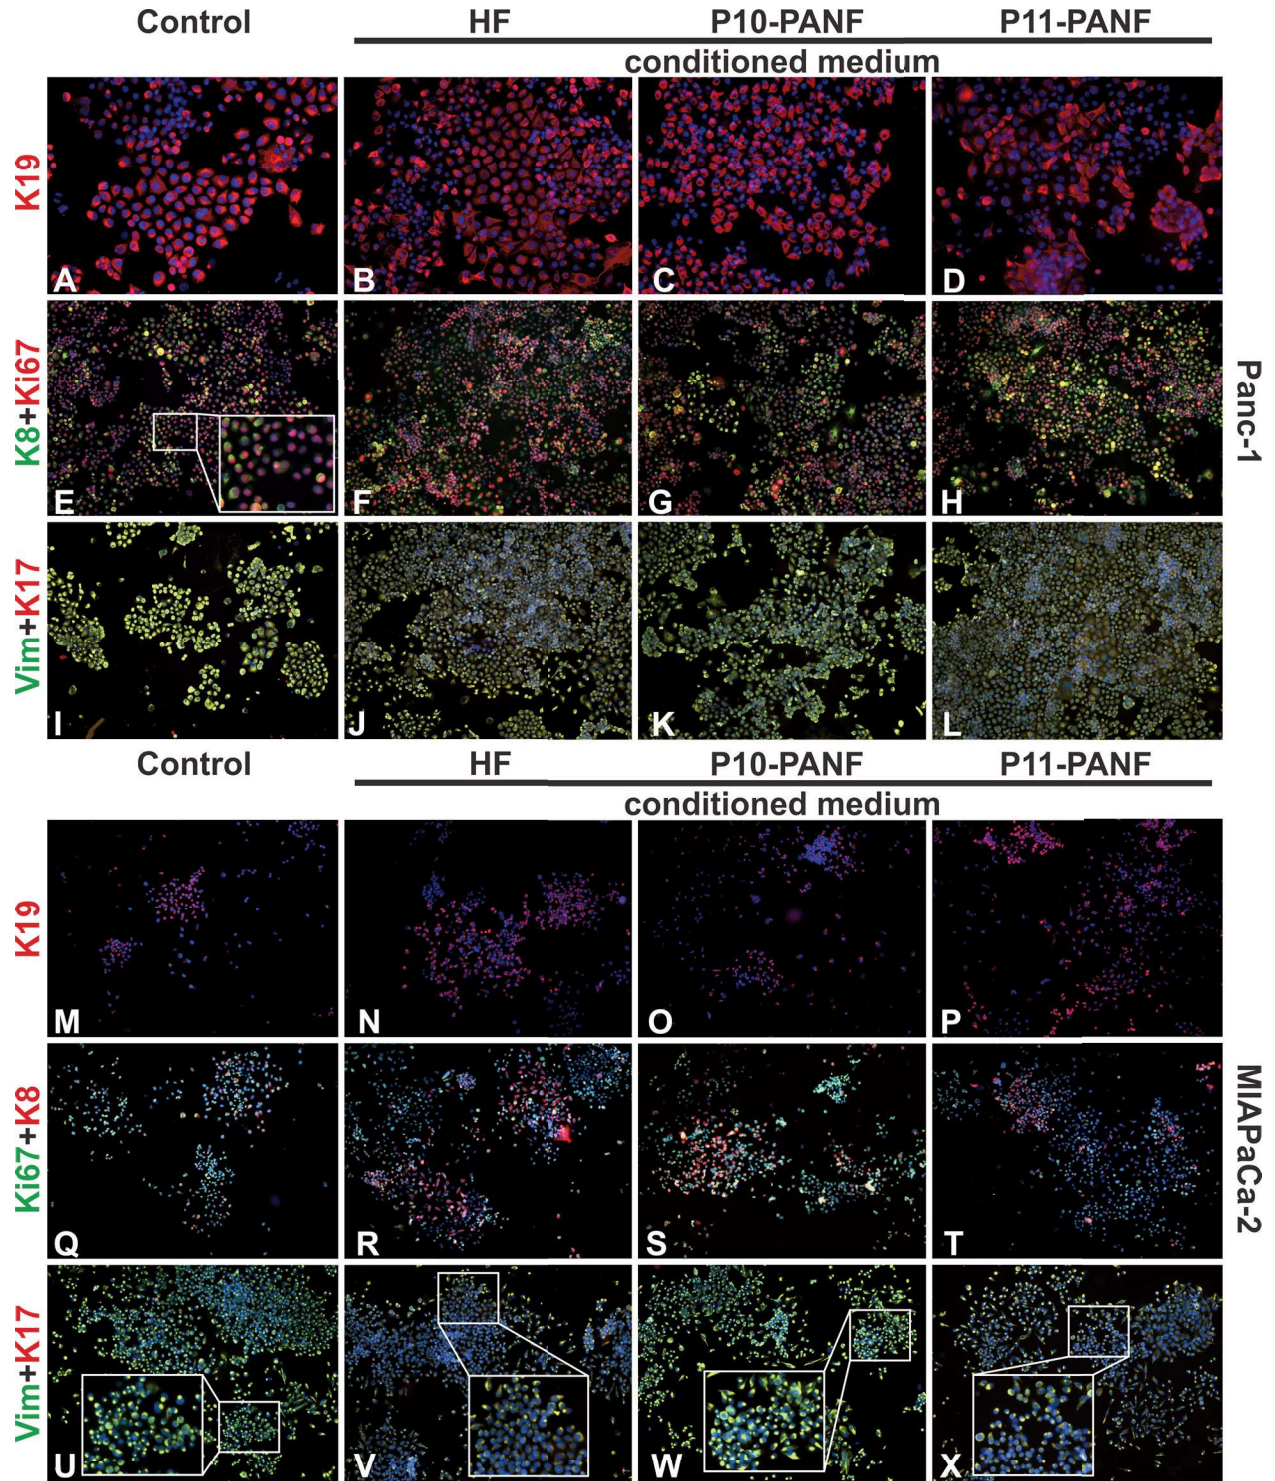 Control HF P10-PANF P11-PANF
conditioned medium
K19
A B C D
K8+Ki67
E F G H
Panc-1
Vim+K17
I J K L
Control HF P10-PANF P11-PANF
conditioned medium
K19
M N O P
Ki67+K8
Q R S T
MIAPaCa-2
Vim+K17
U V W X